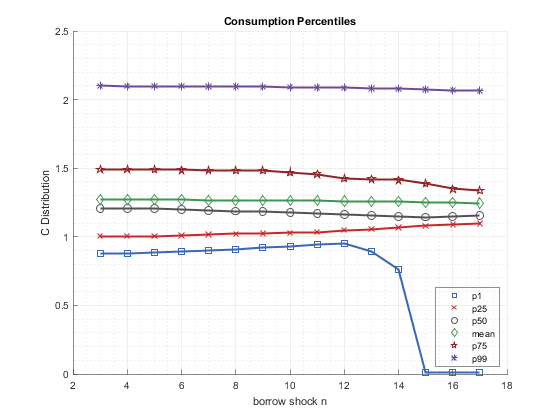 Consumption Percentiles
2.5
2
1.5
1
0.5
0
C Distribution
2
4
6
8
10
12
14
16
18
borrow shock n
p1
p25
p50
mean
p75
p99